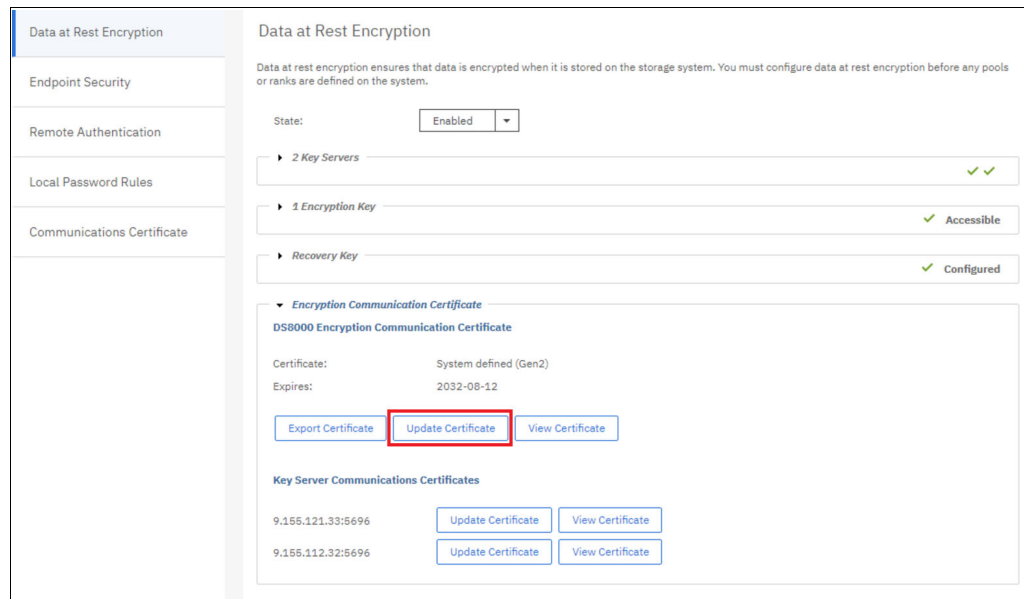 Data at Rest Encryption
Endpoint Security
Remote Authentication
Local Password Rules
Communications Certificate
Data at Rest Encryption
Data at rest encryption ensures that data is encrypted when it is stored on the storage system. You must configure data at rest encryption before any pools
or ranks are defined on the system.
State: Enabled
2 Key Servers
1 Encryption Key
Accessible
Recovery Key
Configured
Encryption Communication Certificate
DS8000 Encryption Communication Certificate
Certificate: System defined (Gen2)
Expires: 2032-08-12
Export Certificate Update Certificate View Certificate
Key Server Communications Certificates
9.155.121.33:5696 Update Certificate View Certificate
9.155.112.32:5696 Update Certificate View Certificate